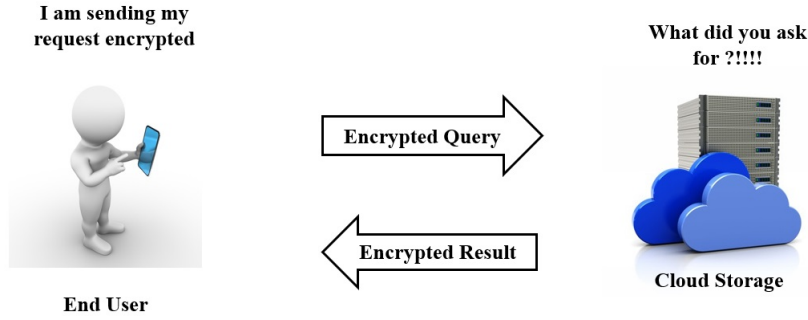 I am sending my
request encrypted
What did you ask
for ?!!!!
Encrypted Query
Encrypted Result
Cloud Storage
End User